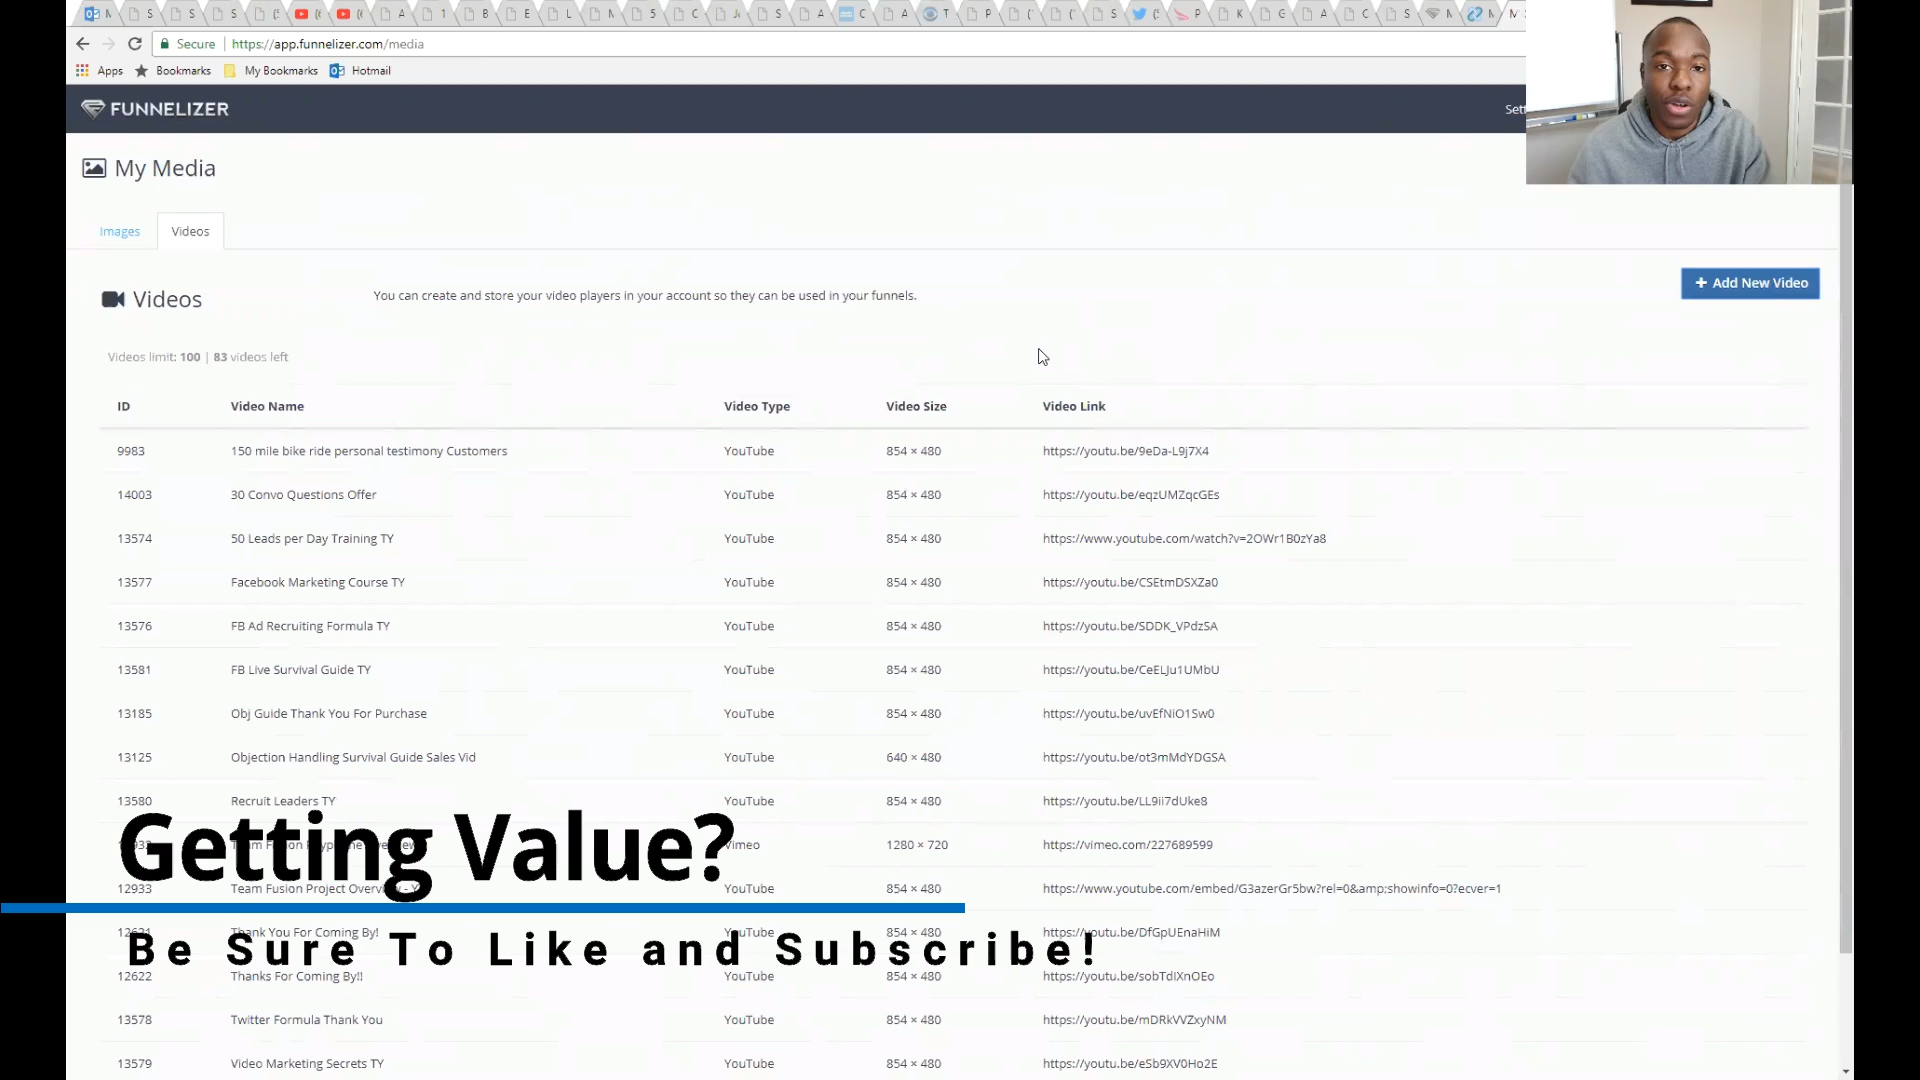 Secure https://app.funnelizer.com/media
Apps Bookmarks My Bookmarks Hotmail
FUNNELIZER
My Media
Images Videos
Videos You can create and store your video players in your account so they can be used in your funnels. + Add New Video
Videos limit: 100 | 83 videos left
ID Video Name Video Type Video Size Video Link
9983 150 mile bike ride personal testimony Customers YouTube 854 × 480 https://youtu.be/9eDa-L9j7X4
14003 30 Convo Questions Offer YouTube 854 × 480 https://youtu.be/eqzUMZqcGEs
13574 50 Leads per Day Training TY YouTube 854 × 480 https://www.youtube.com/watch?v=2OWr1B0zYa8
13577 Facebook Marketing Course TY YouTube 854 × 480 https://youtu.be/CSEtmDSXZa0
13576 FB Ad Recruiting Formula TY YouTube 854 × 480 https://youtu.be/SDDK_VPdzSA
13581 FB Live Survival Guide TY YouTube 854 × 480 https://youtu.be/CeELJu1UMbU
13185 Obj Guide Thank You For Purchase YouTube 854 × 480 https://youtu.be/uvEfNiO1Sw0
13125 Objection Handling Survival Guide Sales Vid YouTube 640 × 480 https://youtu.be/ot3mMdYDGSA
13580 Recruit Leaders TY YouTube 854 × 480 https://youtu.be/LL9ii7dUke8
Vimeo 1280 × 720 https://vimeo.com/227689599
Getting Value?
12933 Team Fusion Project YouTube 854 × 480 https://www.youtube.com/embed/G3azerGr5bw?rel=0&amp;showinfo=0?ecver=1
Thank You For Coming By! YouTube 854 × 480 https://youtu.be/DfGpUEnaHiM
Be Sure To Like and Subscribe!
12622 Thanks For Coming By!! YouTube 854 × 480 https://youtu.be/sobTdIXnOEo
13578 Twitter Formula Thank You YouTube 854 × 480 https://youtu.be/mDRkVVZxyNM
13579 Video Marketing Secrets TY YouTube 854 × 480 https://youtu.be/eSb9XV0Ho2E